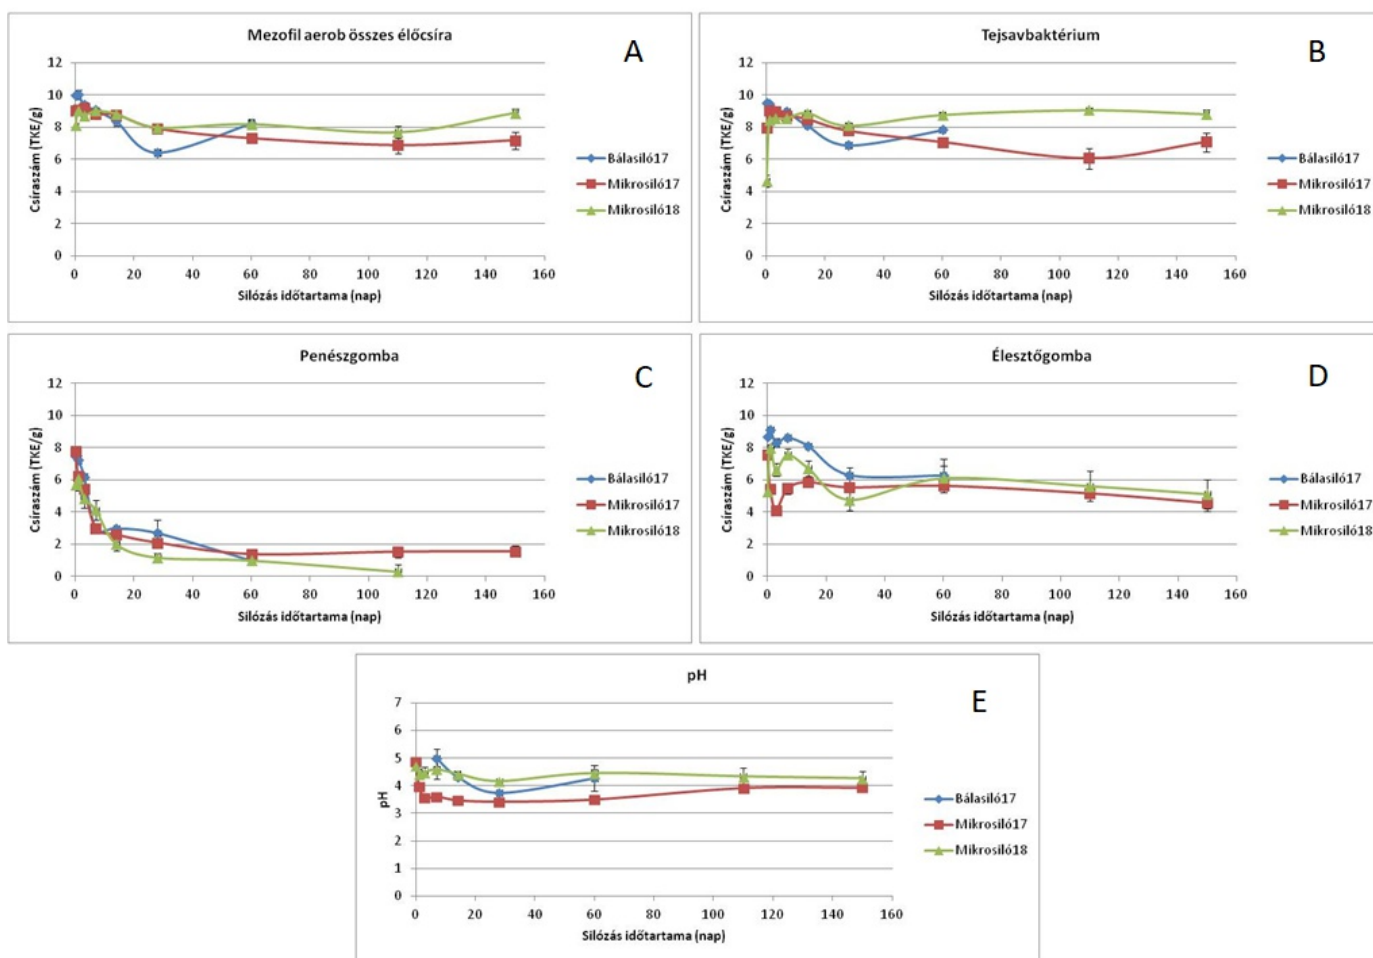 Mezofil aerob összes élőcsíra
A
Csíraszám (TKE/g)
12
10
8
6
4
2
0
0 20 40 60 80 100 120 140 160
Silózás időtartama (nap)
Bálasiló17
Mikrosiló17
Mikrosiló18
Tejsavbaktérium
B
Csíraszám (TKE/g)
12
10
8
6
4
2
0
0 20 40 60 80 100 120 140 160
Silózás időtartama (nap)
Bálasiló17
Mikrosiló17
Mikrosiló18
Penészgomba
C
Csíraszám (TKE/g)
12
10
8
6
4
2
0
0 20 40 60 80 100 120 140 160
Silózás időtartama (nap)
Bálasiló17
Mikrosiló17
Mikrosiló18
Élesztőgomba
D
Csíraszám (TKE/g)
12
10
8
6
4
2
0
0 20 40 60 80 100 120 140 160
Silózás időtartama (nap)
Bálasiló17
Mikrosiló17
Mikrosiló18
pH
E
pH
7
6
5
4
3
2
1
0
0 20 40 60 80 100 120 140 160
Silózás időtartama (nap)
Bálasiló17
Mikrosiló17
Mikrosiló18